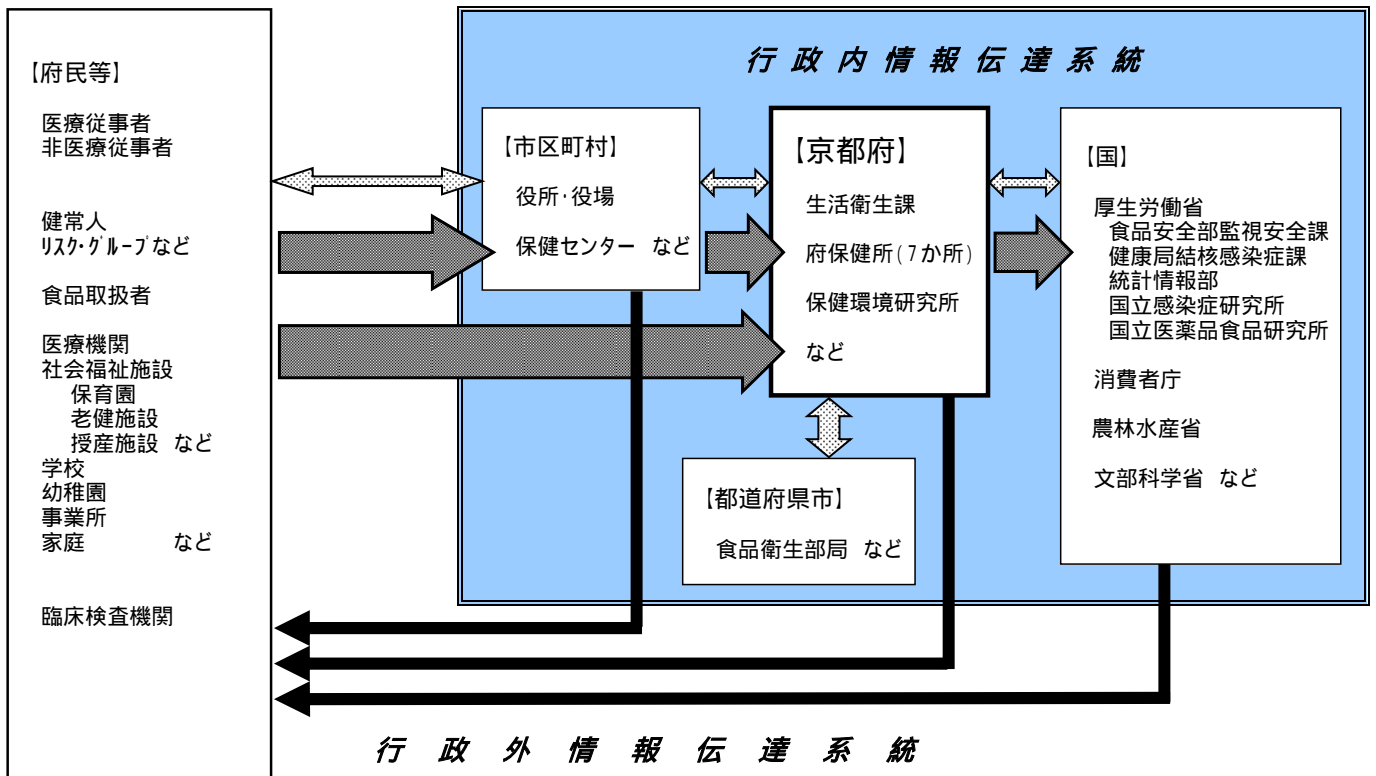 行政内情報伝達系統
【府民等】
医療従事者
非医療従事者
健常人
ﾘｽｸ･ｸﾞﾙｰﾌﾟなど
食品取扱者
医療機関
社会福祉施設
保育園
老健施設
授産施設 など
学校
幼稚園
事業所
家庭 など
臨床検査機関
【市区町村】
役所･役場
保健センター など
【京都府】
生活衛生課
府保健所(7か所)
保健環境研究所
など
【都道府県市】
食品衛生部局 など
【国】
厚生労働省
食品安全部監視安全課
健康局結核感染症課
統計情報部
国立感染症研究所
国立医薬品食品研究所
消費者庁
農林水産省
文部科学省 など
行政外情報伝達系統